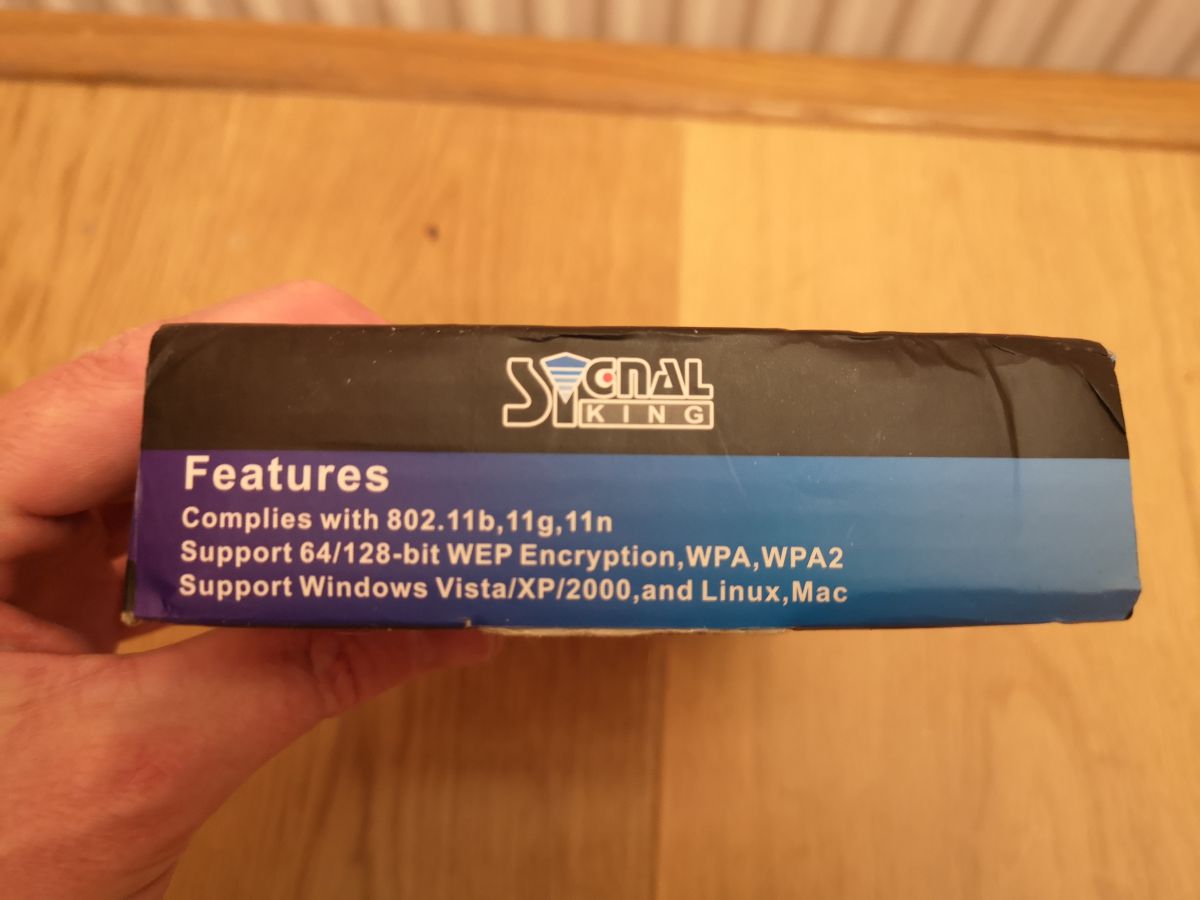 SIGNAL
KING
Features
Complies with 802.11b,11g,11n
Support 64/128-bit WEP Encryption,WPA,WPA2
Support Windows Vista/XP/2000,and Linux,Mac